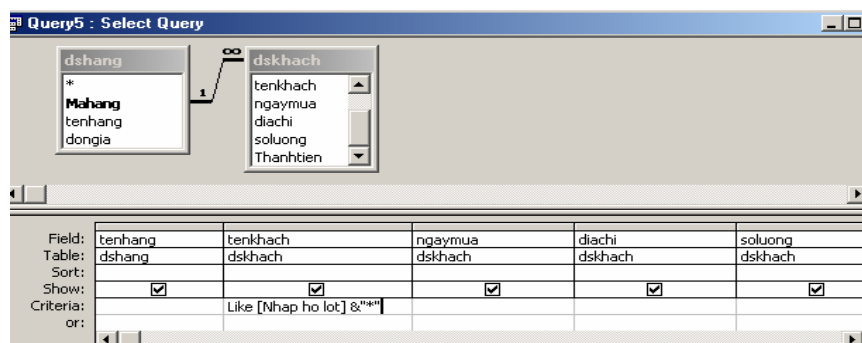 Query5 : Select Query
dshang
*
Mahang
tenhang
dongia
1
∞
dskhach
tenkhach
ngaymua
diachi
soluong
Thanhtien
Field: tenhang tenkhach ngaymua diachi soluong
Table: dshang dskhach dskhach dskhach dskhach
Sort:
Show:
Criteria: Like [Nhap ho lot] &"*"
or: